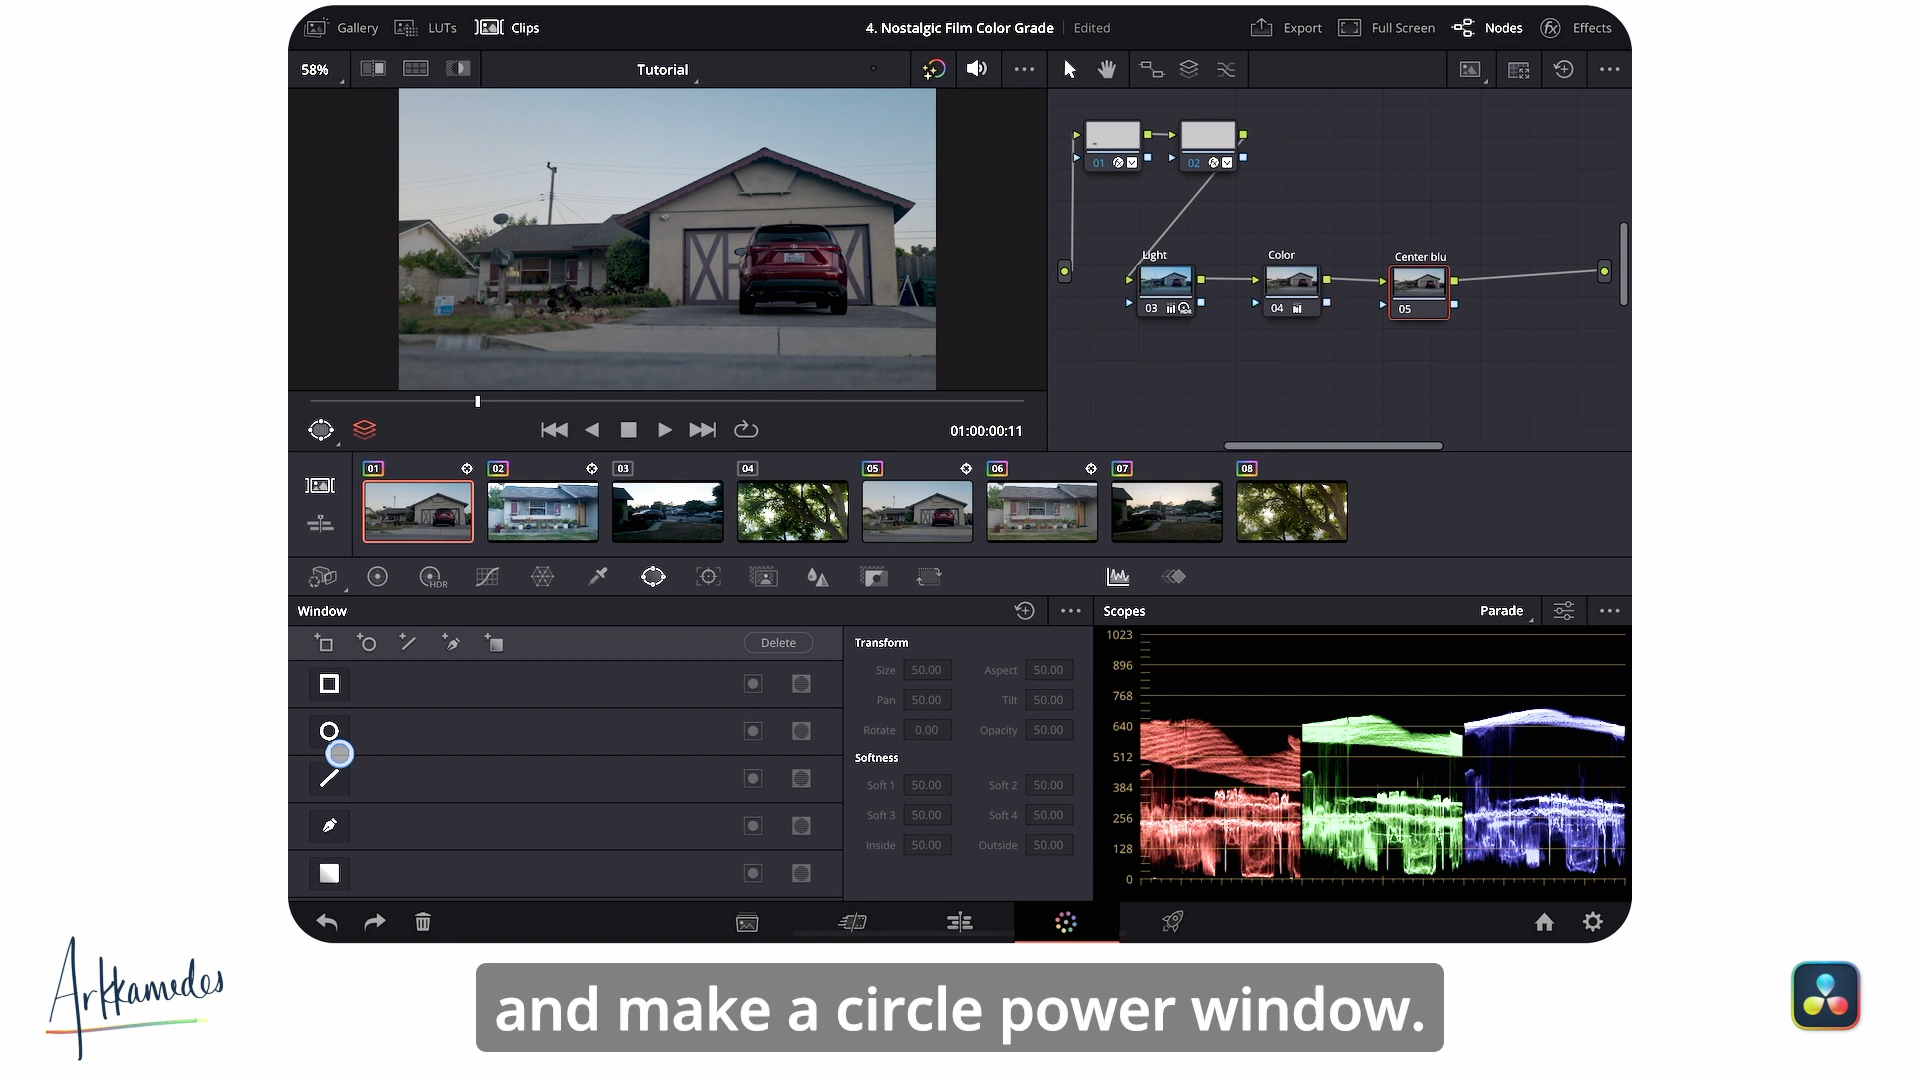 Gallery LUTs Clips 4. Nostalgic Film Color Grade Edited Export Full Screen Nodes Effects
58% Tutorial
01 02
Light Color Center blu
03 HDR 04 05
01:00:00:11
01 02 03 04 05 06 07 08
HDR
Window Scopes Parade
Delete
Transform
Size 50.00 Aspect 50.00
Pan 50.00 Tilt 50.00
Rotate 0.00 Opacity 50.00
Softness
Soft 1 50.00 Soft 2 50.00
Soft 3 50.00 Soft 4 50.00
Inside 50.00 Outside 50.00
1023
896
768
640
512
384
256
128
0
Arkkamedes
and make a circle power window.